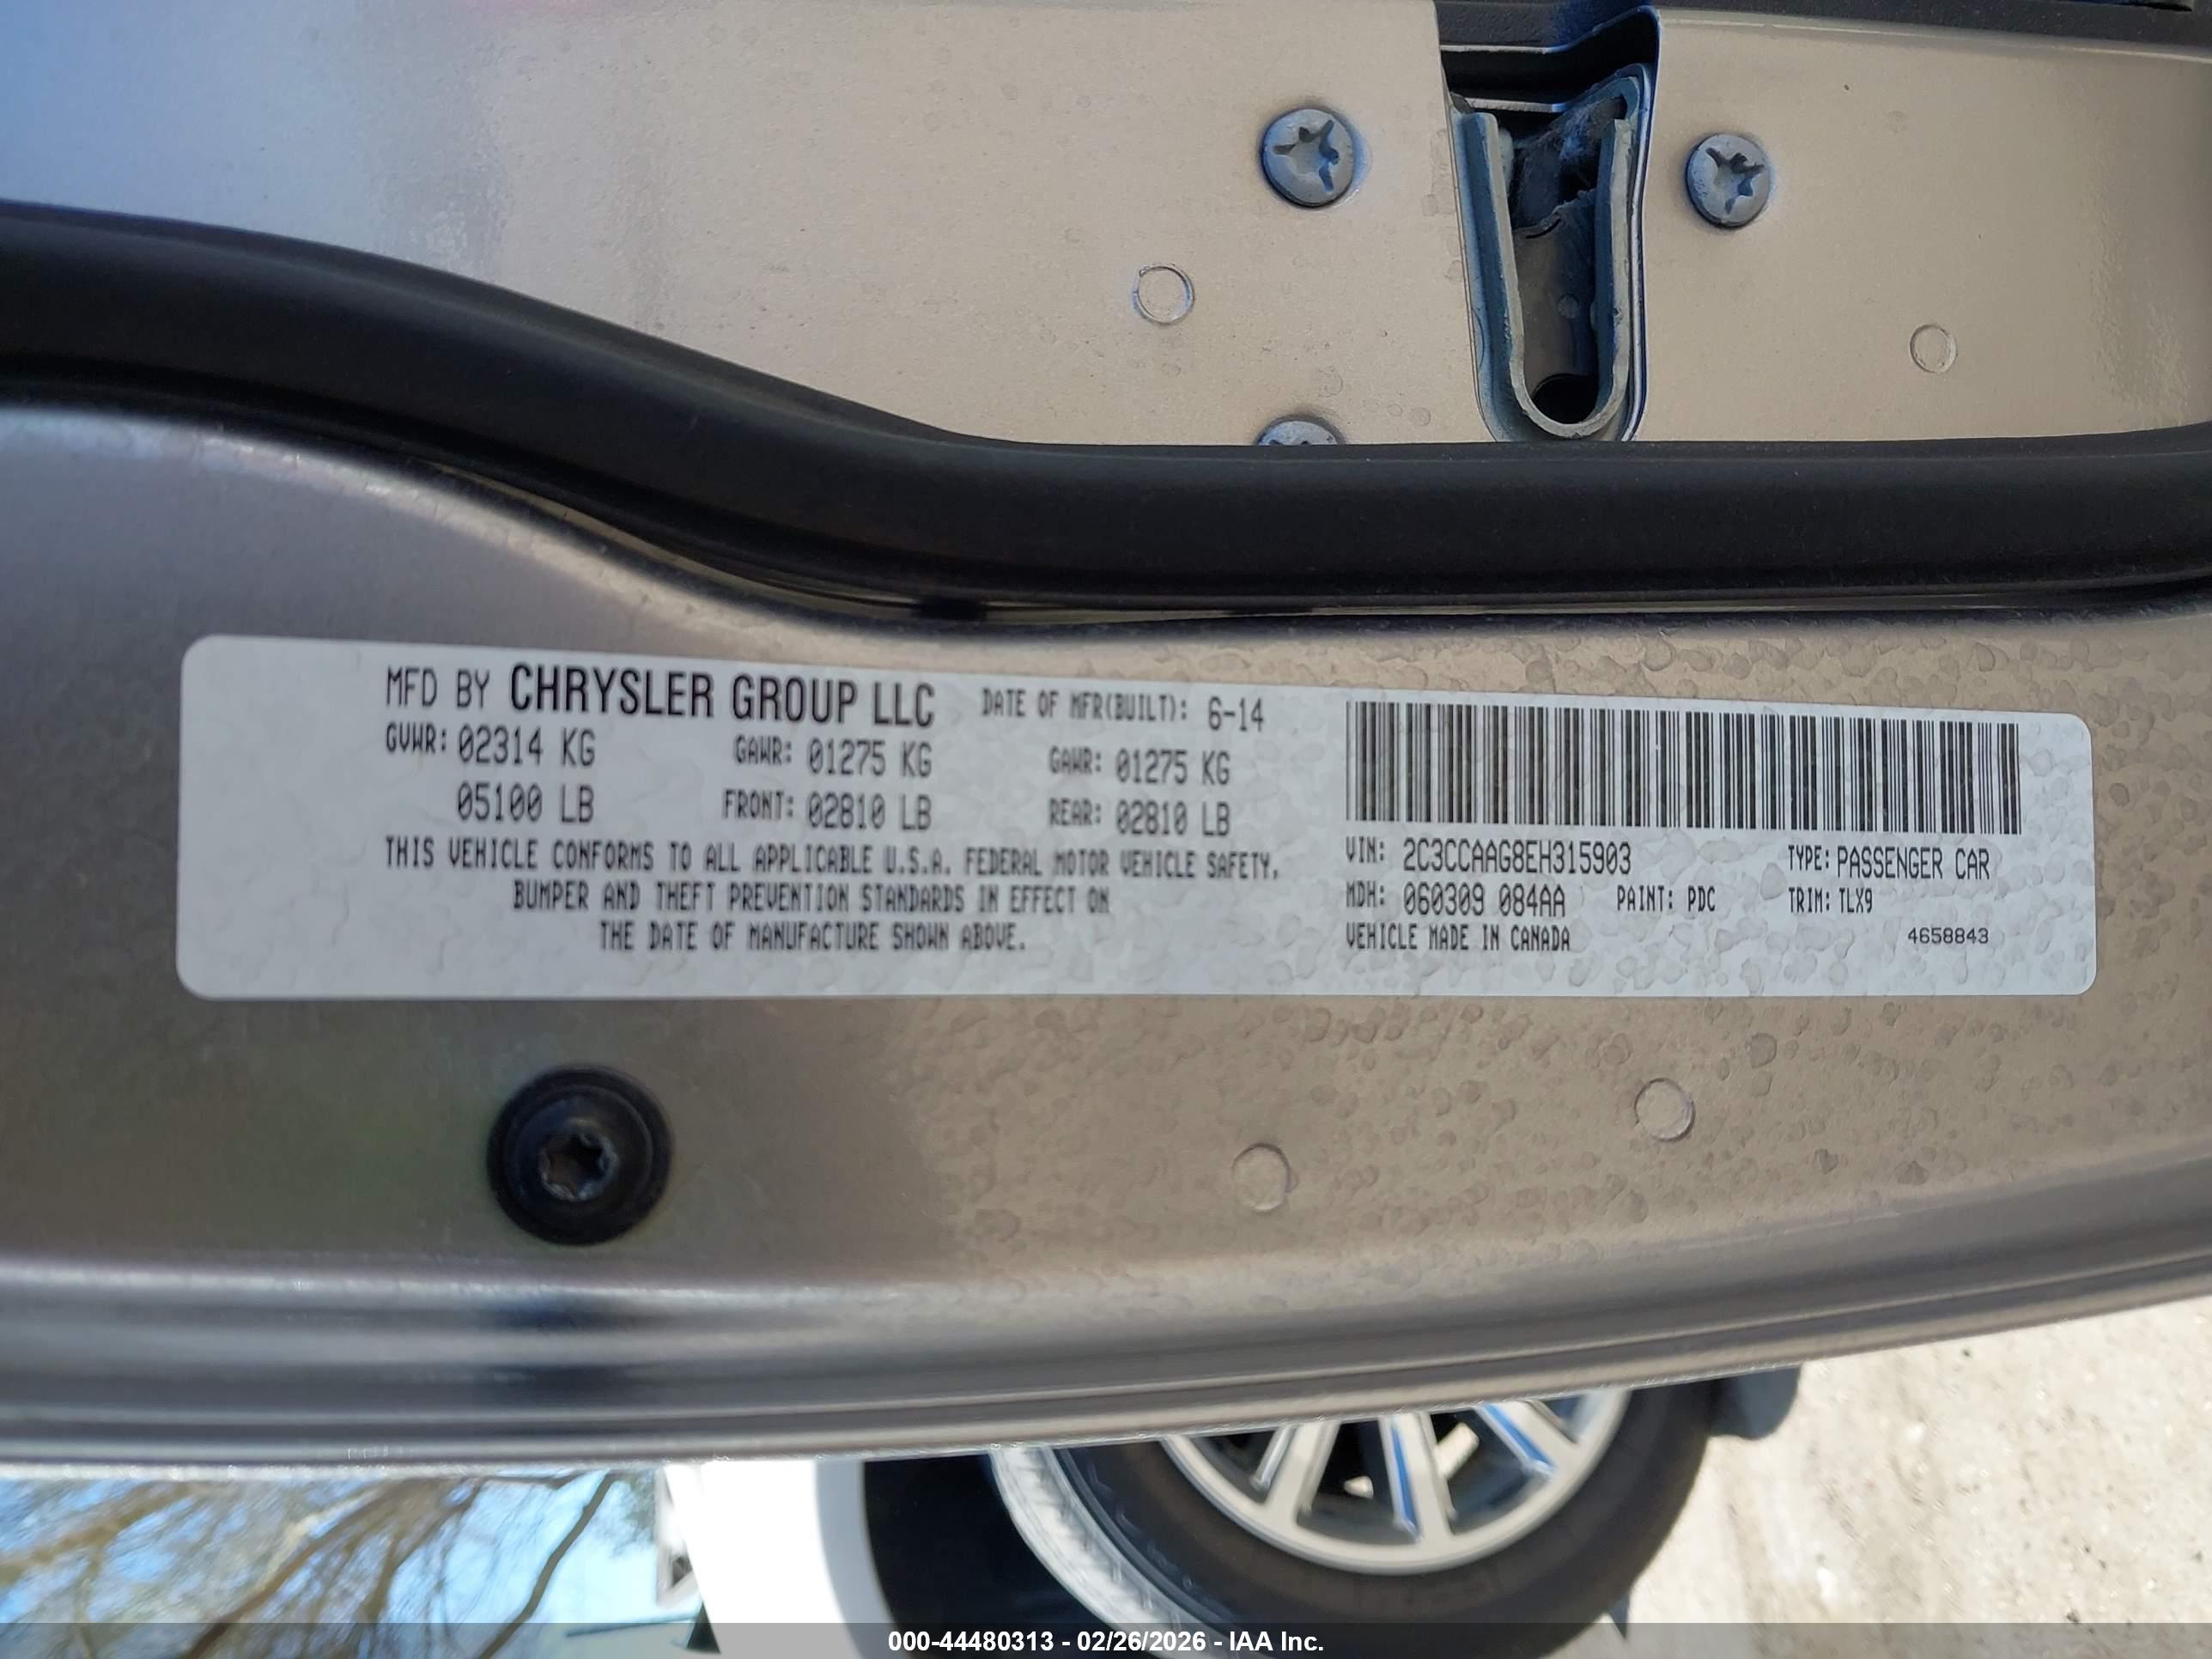 MFD BY CHRYSLER GROUP LLC DATE OF MFR(BUILT): 6-14
GVWR: 02314 KG GAWR: 01275 KG GAWR: 01275 KG
05100 LB FRONT: 02810 LB REAR: 02810 LB
THIS VEHICLE CONFORMS TO ALL APPLICABLE U.S.A. FEDERAL MOTOR VEHICLE SAFETY,
BUMPER AND THEFT PREVENTION STANDARDS IN EFFECT ON
THE DATE OF MANUFACTURE SHOWN ABOVE.
VIN: 2C3CCAAG8EH315903 TYPE: PASSENGER CAR
MDH: 060309 084AA PAINT: PDC TRIM: TLX9
VEHICLE MADE IN CANADA 4658843
000-44480313 - 02/26/2026 - IAA Inc.